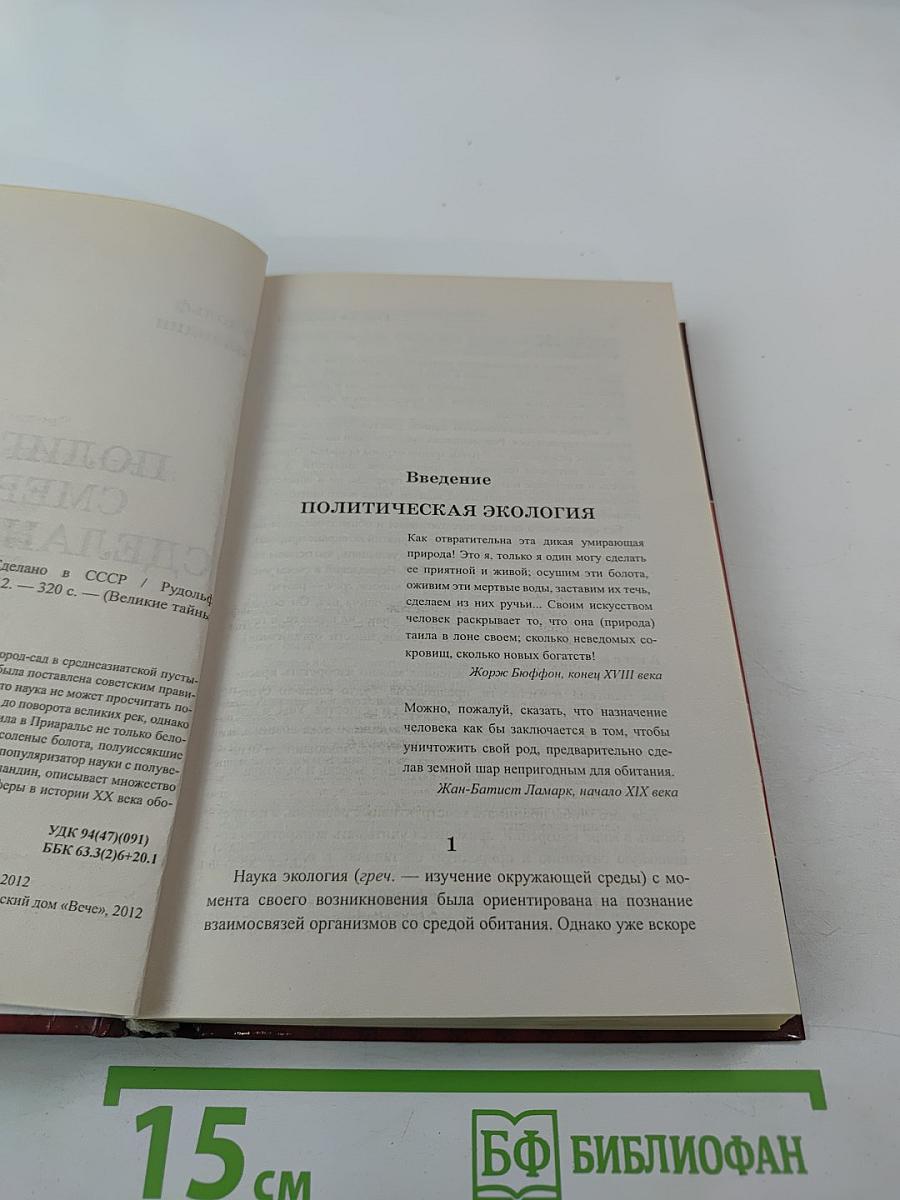 Сделано в СССР / Рудольф
2. — 320 с. — (Великие тайны
ород-сад в среднеазиатской пусты-
была поставлена советским прави-
то наука не может просчитать по-
до поворота великих рек, однако
ила в Приаралье не только бело-
соленые болота, полуиссякшие
популяризатор науки с полуве-
ландин, описывает множество
феры в истории XX века обо-
УДК 94(47)(091)
ББК 63.3(2)6+20.1
2012
ский дом «Вече», 2012
Введение
ПОЛИТИЧЕСКАЯ ЭКОЛОГИЯ
Как отвратительна эта дикая умирающая
природа! Это я, только я один могу сделать
ее приятной и живой; осушим эти болота,
оживим эти мертвые воды, заставим их течь,
сделаем из них ручьи... Своим искусством
человек раскрывает то, что она (природа)
таила в лоне своем; сколько неведомых со-
кровищ, сколько новых богатств!
Жорж Бюффон, конец XVIII века
Можно, пожалуй, сказать, что назначение
человека как бы заключается в том, чтобы
уничтожить свой род, предварительно сде-
лав земной шар непригодным для обитания.
Жан-Батист Ламарк, начало XIX века
1
Наука экология (греч. — изучение окружающей среды) с мо-
мента своего возникновения была ориентирована на познание
взаимосвязей организмов со средой обитания. Однако уже вскоре
15 см
БФ БИБЛИОФАН